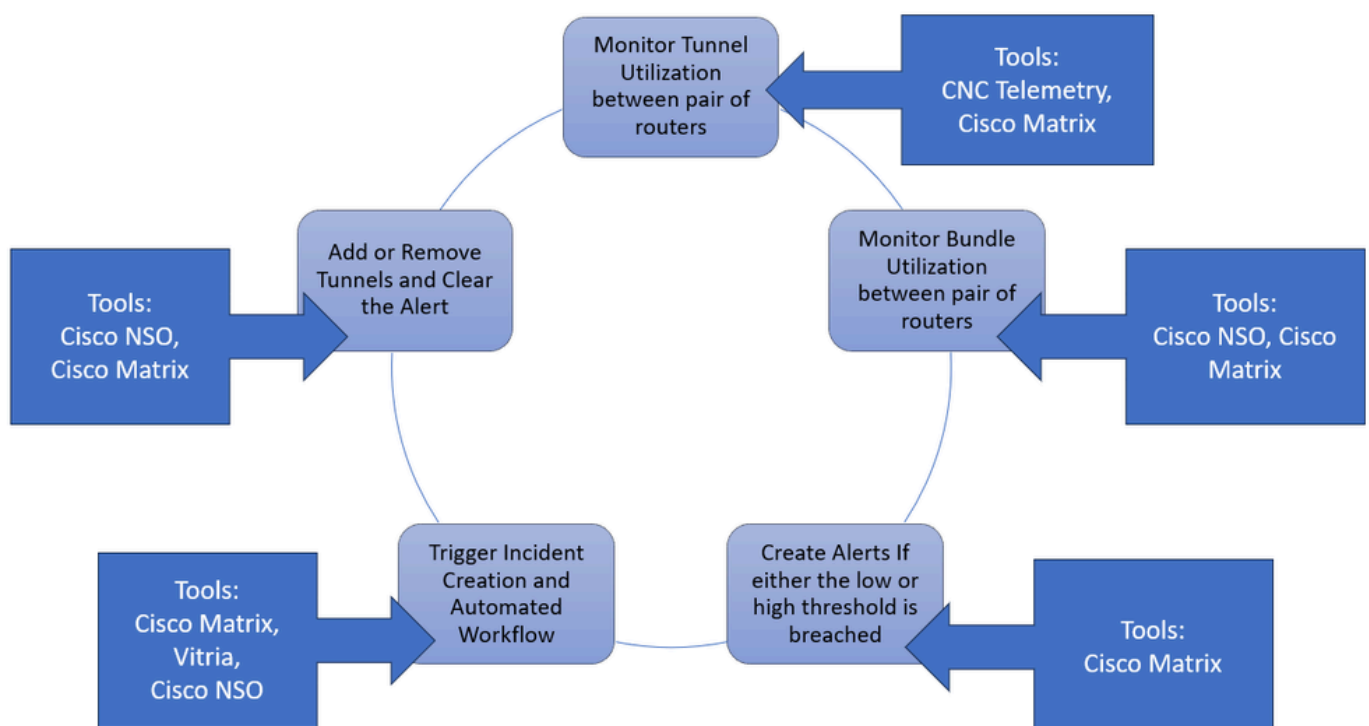 Monitor Tunnel
Utilization
between pair of
routers
Tools:
CNC Telemetry,
Cisco Matrix
Add or Remove
Tunnels and Clear
the Alert
Monitor Bundle
Utilization
between pair of
routers
Tools:
Cisco NSO,
Cisco Matrix
Tools:
Cisco NSO, Cisco
Matrix
Trigger Incident
Creation and
Automated
Workflow
Create Alerts If
either the low or
high threshold is
breached
Tools:
Cisco Matrix,
Vitria,
Cisco NSO
Tools:
Cisco Matrix